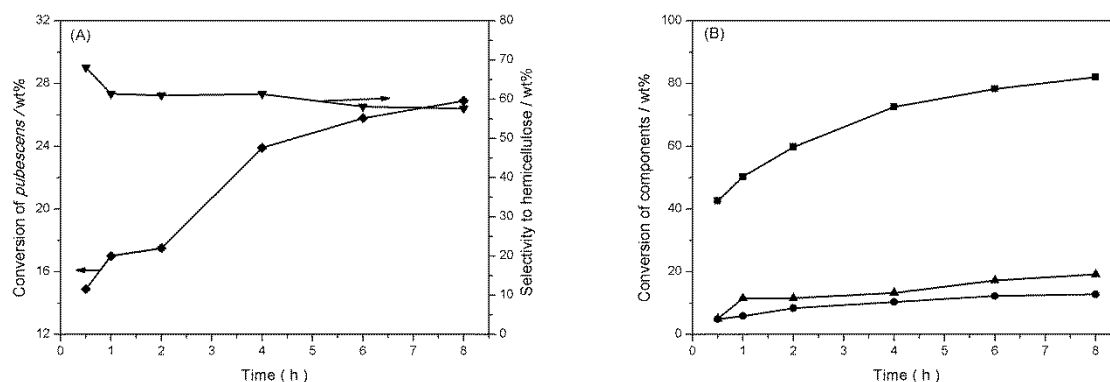 (A)
32
28
24
20
16
12
80
70
60
50
40
30
20
10
0
0 1 2 3 4 5 6 7 8
Conversion of pubescens /wt%
Selectivity to hemicellulose / wt%
Time ( h )
(B)
100
80
60
40
20
0
0 1 2 3 4 5 6 7 8
Conversion of components / wt%
Time ( h )